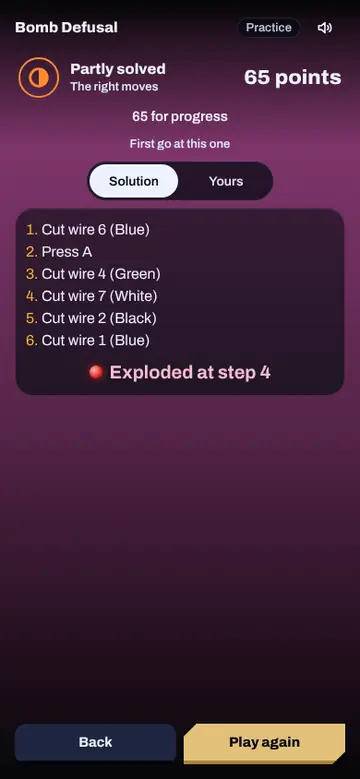 Bomb Defusal
Practice
Partly solved
The right moves
65 points
65 for progress
First go at this one
Solution
Yours
1. Cut wire 6 (Blue)
2. Press A
3. Cut wire 4 (Green)
4. Cut wire 7 (White)
5. Cut wire 2 (Black)
6. Cut wire 1 (Blue)
Exploded at step 4
Back
Play again